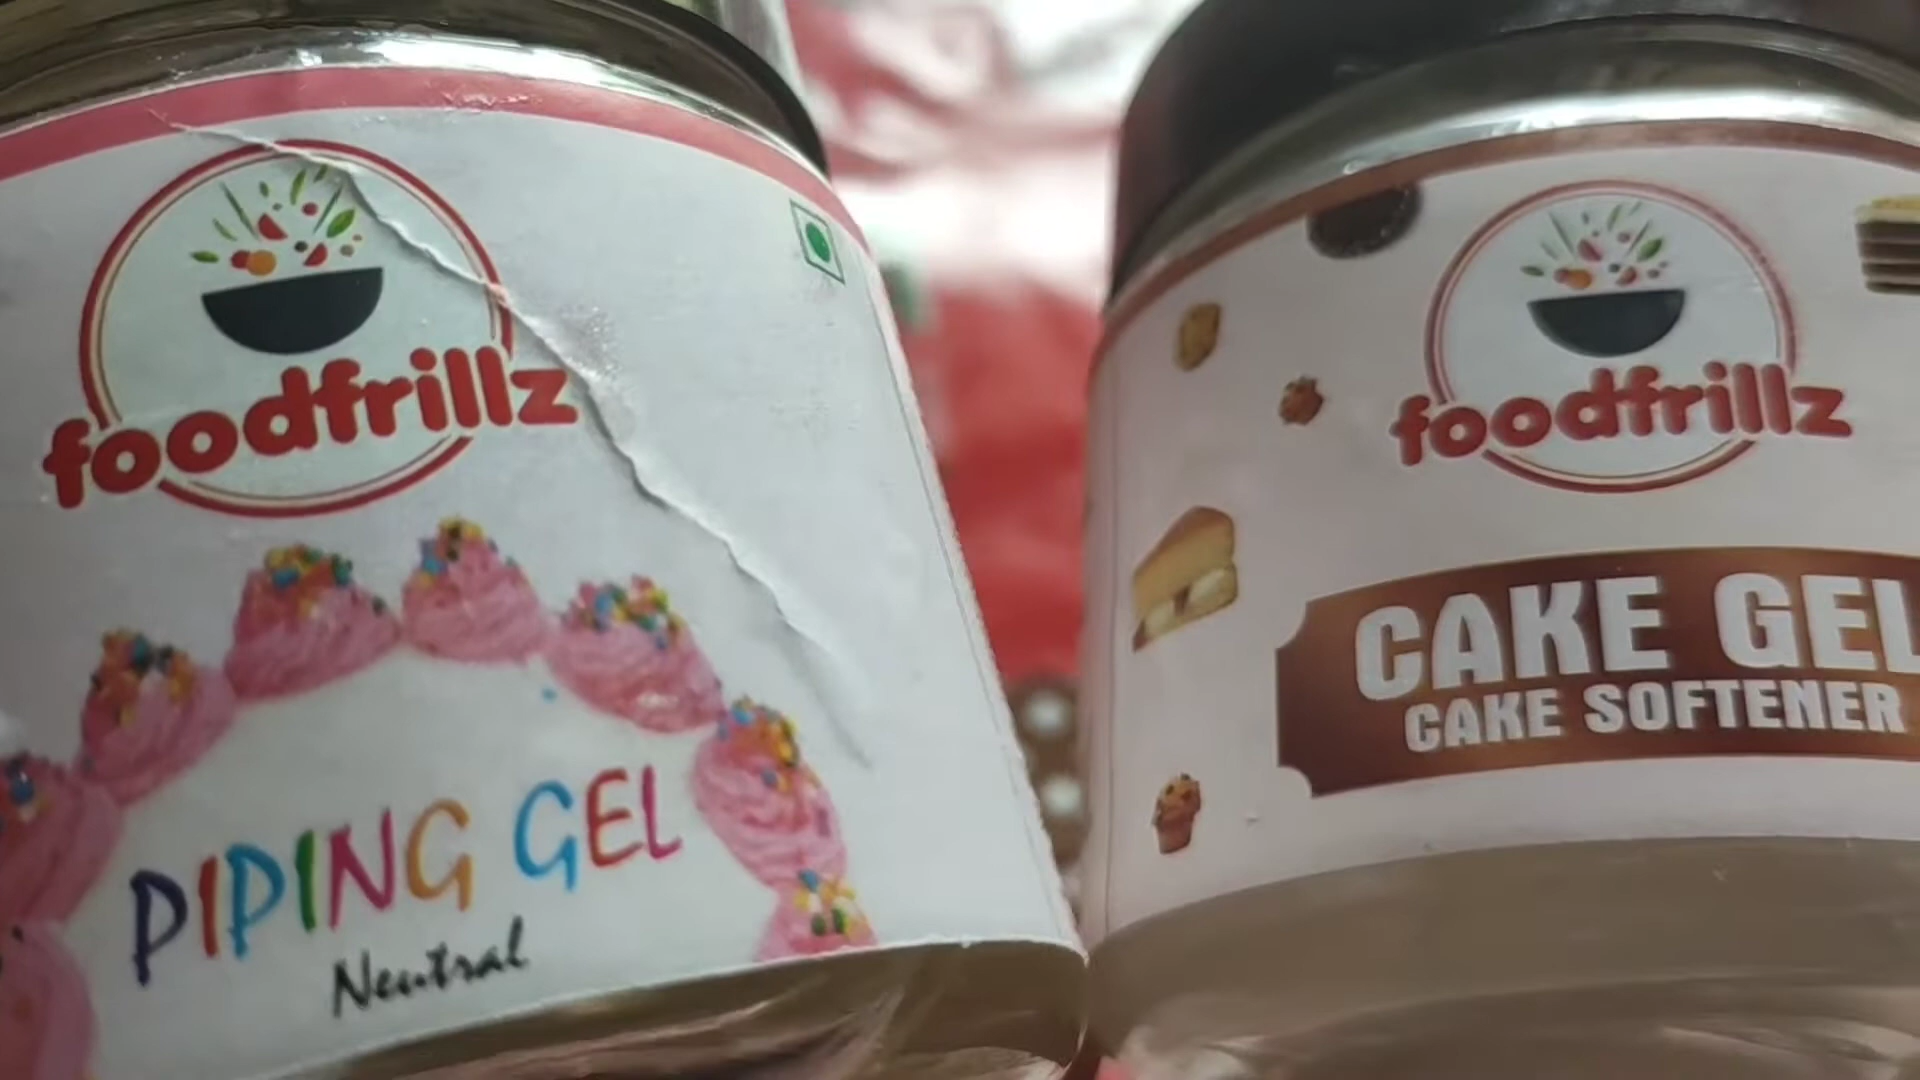 foodfrillz
PIPING GEL
Neutral
foodfrillz
CAKE GEL
CAKE SOFTENER